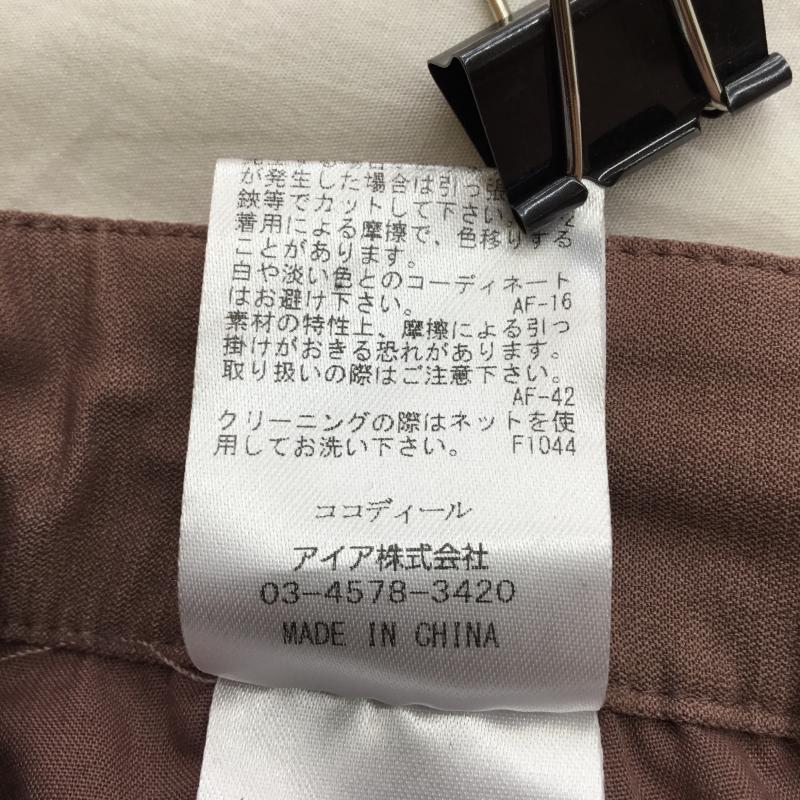 が発生した場合は引っ張
鋏等でカットして下さい。
着用による摩擦で、色移りする
ことがあります。
白や淡い色とのコーディネート
はお避け下さい。 AF-16
素材の特性上、摩擦による引っ
掛けがおきる恐れがあります。
取り扱いの際はご注意下さい。
AF-42
クリーニングの際はネットを使
用してお洗い下さい。 F1044
ココディール
アイア株式会社
03-4578-3420
MADE IN CHINA